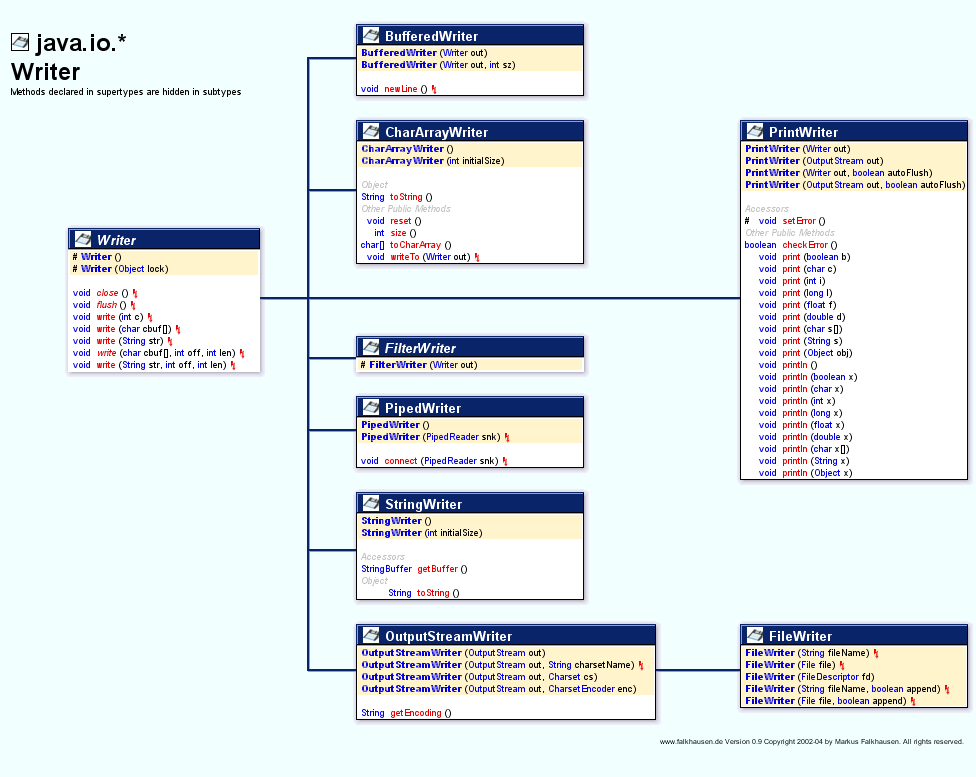 java.io.*
Writer
Methods declared in supertypes are hidden in subtypes
BufferedWriter
BufferedWriter (Writer out)
BufferedWriter (Writer out, int sz)
void newLine ()
CharArrayWriter
CharArrayWriter ()
CharArrayWriter (int initialSize)
Object
String toString ()
Other Public Methods
void reset ()
int size ()
char[] toCharArray ()
void writeTo (Writer out)
PrintWriter
PrintWriter (Writer out)
PrintWriter (OutputStream out)
PrintWriter (Writer out, boolean autoFlush)
PrintWriter (OutputStream out, boolean autoFlush)
Accessors
# void setError ()
Other Public Methods
boolean checkError ()
void print (boolean b)
void print (char c)
void print (int i)
void print (long l)
void print (float f)
void print (double d)
void print (char s[])
void print (String s)
void print (Object obj)
void println ()
void println (boolean x)
void println (char x)
void println (int x)
void println (long x)
void println (float x)
void println (double x)
void println (char x[])
void println (String x)
void println (Object x)
Writer
# Writer ()
# Writer (Object lock)
void close ()
void flush ()
void write (int c)
void write (char cbuf[])
void write (String str)
void write (char cbuf[], int off, int len)
void write (String str, int off, int len)
FilterWriter
# FilterWriter (Writer out)
PipedWriter
PipedWriter ()
PipedWriter (PipedReader snk)
void connect (PipedReader snk)
StringWriter
StringWriter ()
StringWriter (int initialSize)
Accessors
StringBuffer getBuffer ()
Object
String toString ()
OutputStreamWriter
OutputStreamWriter (OutputStream out)
OutputStreamWriter (OutputStream out, String charsetName)
OutputStreamWriter (OutputStream out, Charset cs)
OutputStreamWriter (OutputStream out, CharsetEncoder enc)
String getEncoding ()
FileWriter
FileWriter (String fileName)
FileWriter (File file)
FileWriter (FileDescriptor fd)
FileWriter (String fileName, boolean append)
FileWriter (File file, boolean append)
www.falkhausen.de Version 0.9 Copyright 2002-04 by Markus Falkhausen. All rights reserved.